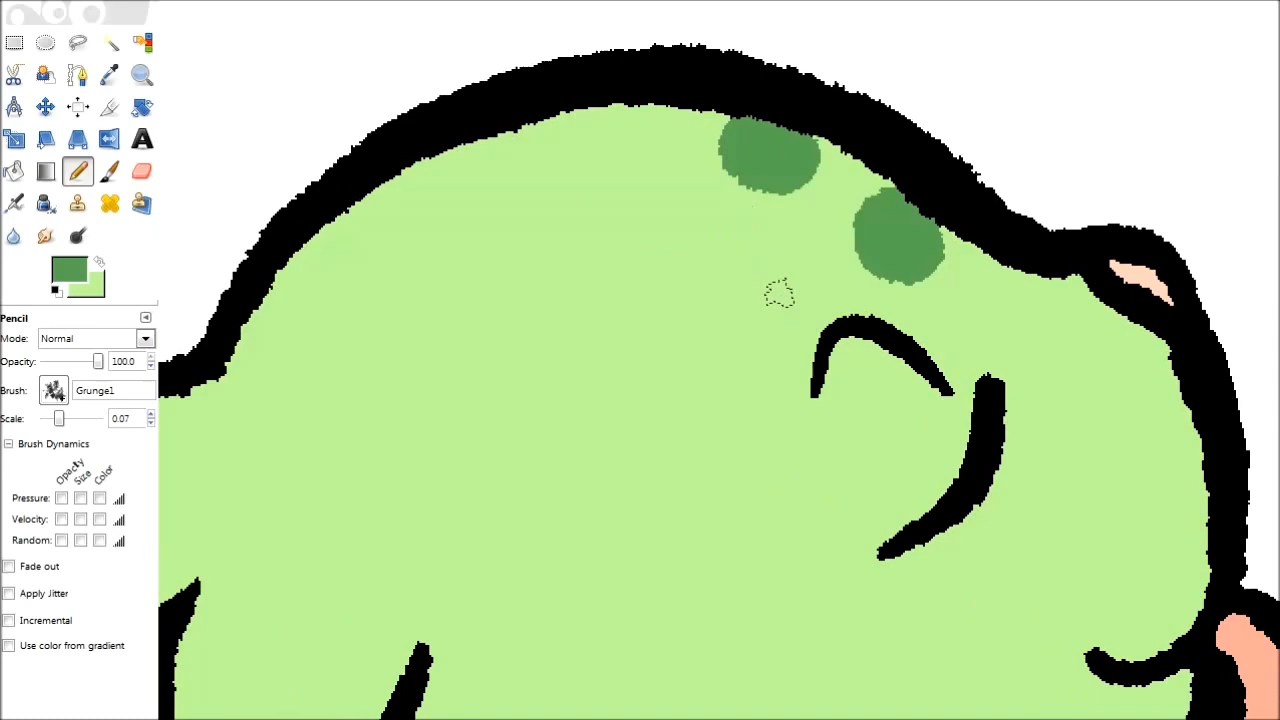 A
Pencil
Mode: Normal
Opacity: 100.0
Brush: Grunge1
Scale: 0.07
Brush Dynamics
Opacity Size Color
Pressure:
Velocity:
Random:
Fade out
Apply Jitter
Incremental
Use color from gradient